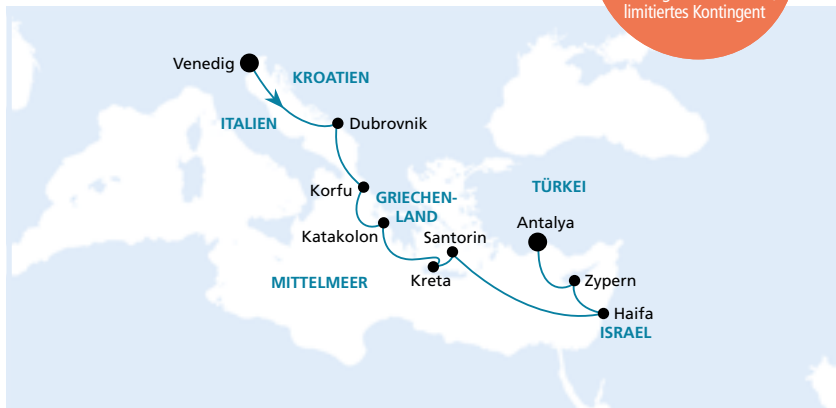 limitiertes Kontingent
Venedig
KROATIEN
ITALIEN
Dubrovnik
Korfu
GRIECHEN-
LAND
TÜRKEI
Katakolon
Santorin
Antalya
MITTELMEER
Kreta
Zypern
Haifa
ISRAEL